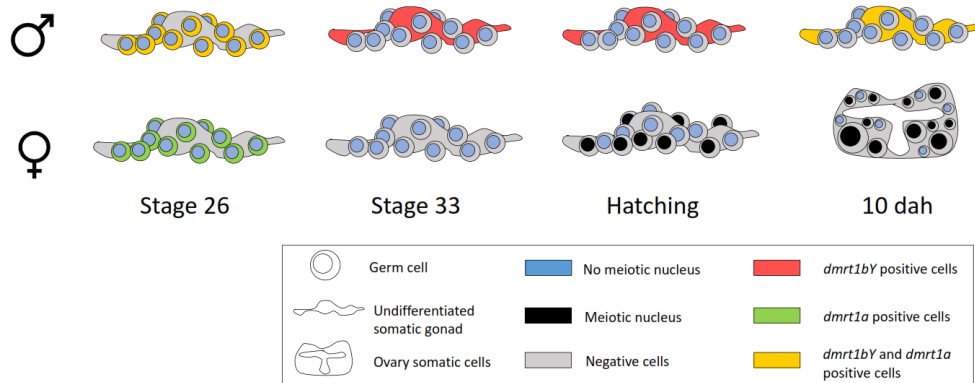 ♂
♀
Stage 26
Stage 33
Hatching
10 dah
Germ cell
No meiotic nucleus
dmrt1bY positive cells
Undifferentiated
somatic gonad
Meiotic nucleus
dmrt1a positive cells
Ovary somatic cells
Negative cells
dmrt1bY and dmrt1a
positive cells